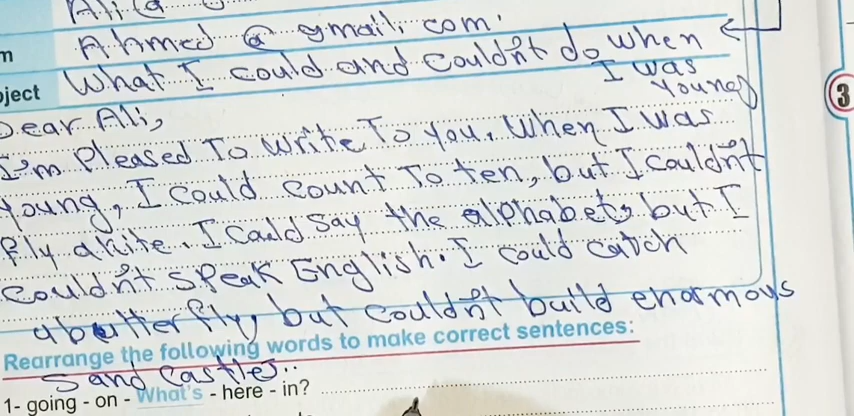 Ali @
m Ahmed @ gmail. com.
ject What I could and couldn't do when
I was
young
Dear Ali,
I'm Pleased To write To you. When I was
young, I could count To ten, but I couldn't
fly a kite. I could say the alphabets but I
couldn't speak English. I could catch
a butterfly, but couldn't build enormous
Rearrange the following words to make correct sentences:
sand castles..
1- going - on - What's - here - in?
3